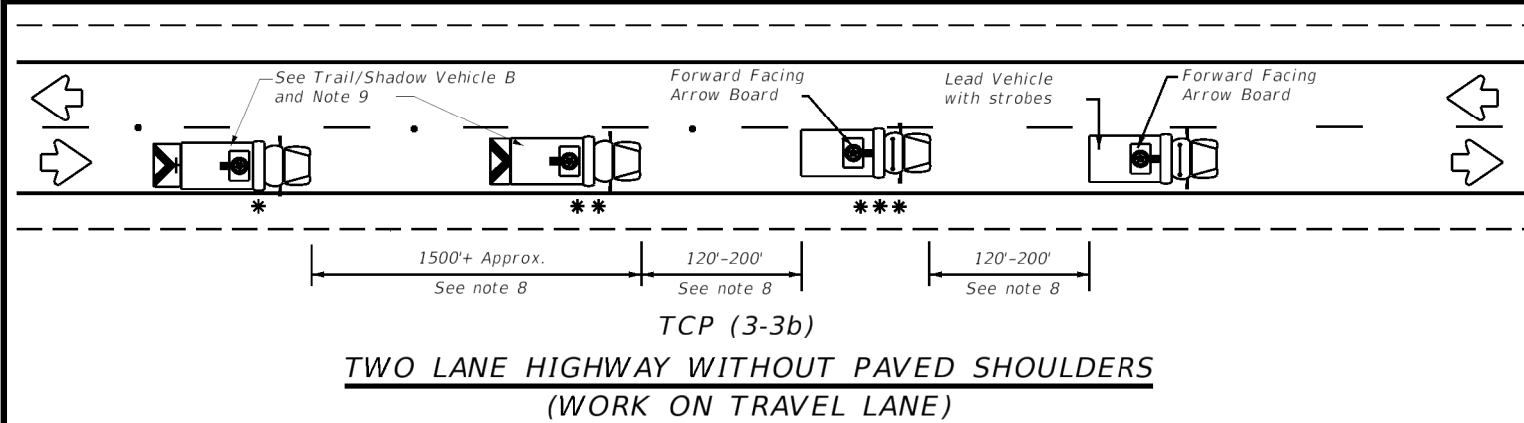 See Trail/Shadow Vehicle B
and Note 9
Forward Facing
Arrow Board
Lead Vehicle
with strobes
Forward Facing
Arrow Board
*
**
***
1500'+ Approx.
See note 8
120'-200'
See note 8
120'-200'
See note 8
TCP (3-3b)
TWO LANE HIGHWAY WITHOUT PAVED SHOULDERS
(WORK ON TRAVEL LANE)